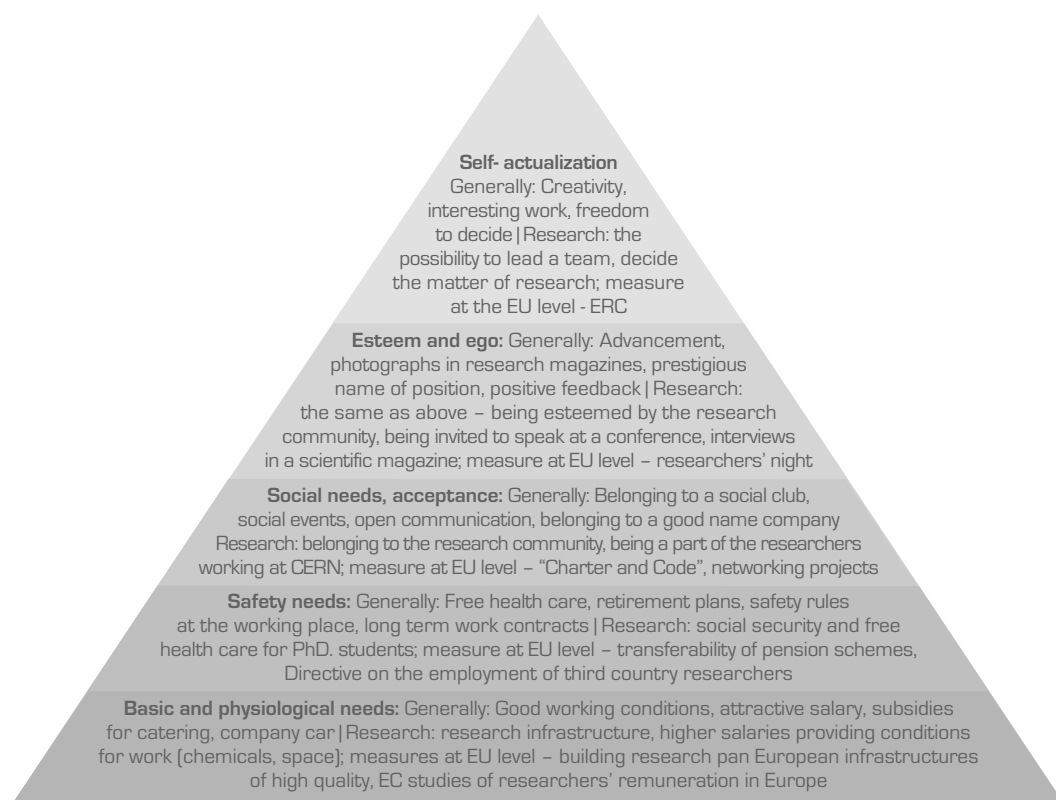 Self- actualization
Generally: Creativity,
interesting work, freedom
to decide | Research: the
possibility to lead a team, decide
the matter of research; measure
at the EU level - ERC
Esteem and ego: Generally: Advancement,
photographs in research magazines, prestigious
name of position, positive feedback | Research:
the same as above – being esteemed by the research
community, being invited to speak at a conference, interviews
in a scientific magazine; measure at EU level – researchers’ night
Social needs, acceptance: Generally: Belonging to a social club,
social events, open communication, belonging to a good name company
Research: belonging to the research community, being a part of the researchers
working at CERN; measure at EU level – “Charter and Code”, networking projects
Safety needs: Generally: Free health care, retirement plans, safety rules
at the working place, long term work contracts | Research: social security and free
health care for PhD. students; measure at EU level – transferability of pension schemes,
Directive on the employment of third country researchers
Basic and physiological needs: Generally: Good working conditions, attractive salary, subsidies
for catering, company car | Research: research infrastructure, higher salaries providing conditions
for work (chemicals, space); measures at EU level – building research pan European infrastructures
of high quality, EC studies of researchers’ remuneration in Europe